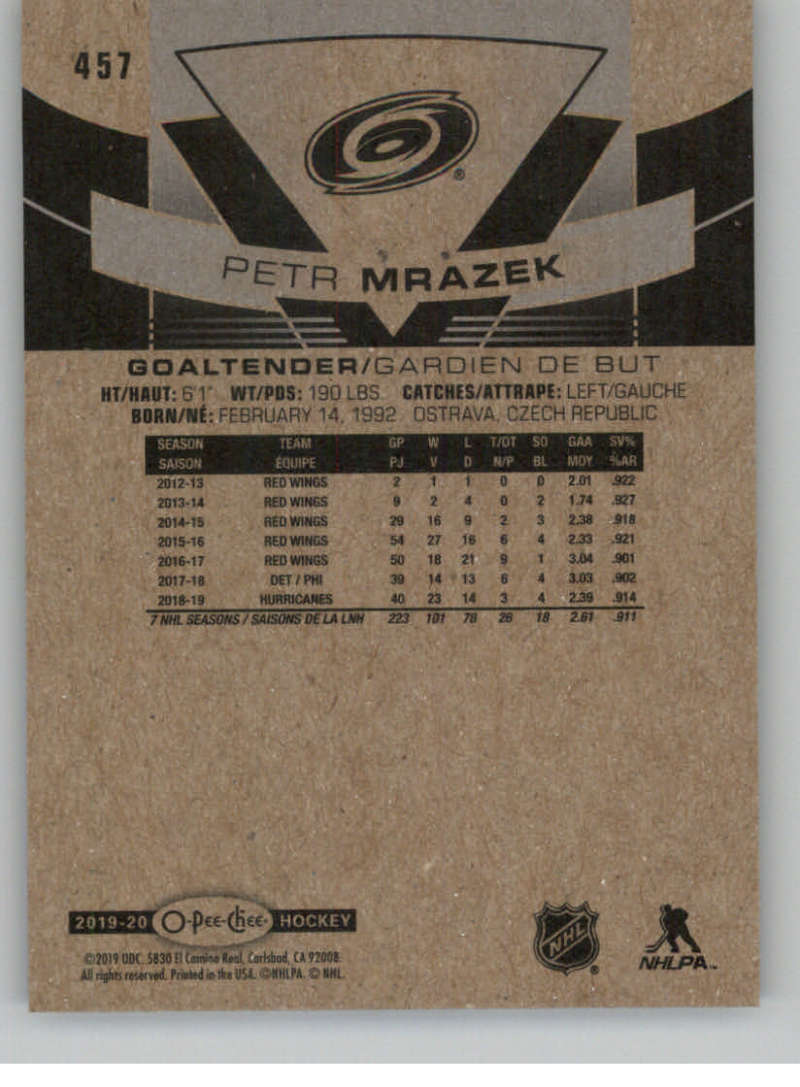 457
®
PETR MRÁZEK
GOALTENDER/GARDIEN DE BUT
HT/HAUT: 6'1" WT/PDS: 190 LBS. CATCHES/ATTRAPE: LEFT/GAUCHE
BORN/NÉ: FEBRUARY 14, 1992 OSTRAVA, CZECH REPUBLIC
SEASON TEAM GP W L T/OT SO GAA SV%
SAISON ÉQUIPE PJ V D N/P BL MOY %AR
2012-13 RED WINGS 2 1 1 0 0 2.01 .922
2013-14 RED WINGS 9 2 4 0 2 1.74 .927
2014-15 RED WINGS 29 16 9 2 3 2.38 .918
2015-16 RED WINGS 54 27 16 6 4 2.33 .921
2016-17 RED WINGS 50 18 21 9 1 3.04 .901
2017-18 DET / PHI 39 14 13 6 4 3.03 .902
2018-19 HURRICANES 40 23 14 3 4 2.39 .914
7 NHL SEASONS / SAISONS DE LA LNH 223 101 78 26 18 2.61 .911
2019-20 O-Pee-Chee HOCKEY
©2019 UDC. 5830 El Camino Real, Carlsbad, CA 92008.
All rights reserved. Printed in the USA. ©NHLPA. © NHL.
NHL ®
NHLPA™